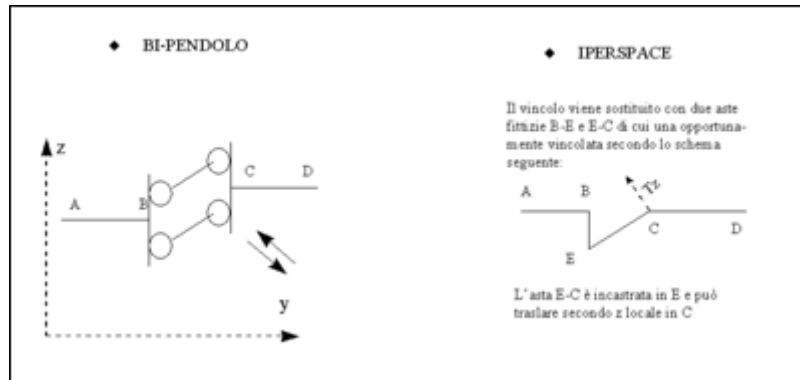 ◆ BI-PENDOLO
z
A
B
C
D
y
◆ IPERSPACE
Il vincolo viene sostituito con due aste
fittizie B-E e E-C di cui una opportuna-
mente vincolata secondo lo schema
seguente:
A
B
Tz
C
D
E
L'asta E-C è incastrata in E e può
traslare secondo z locale in C